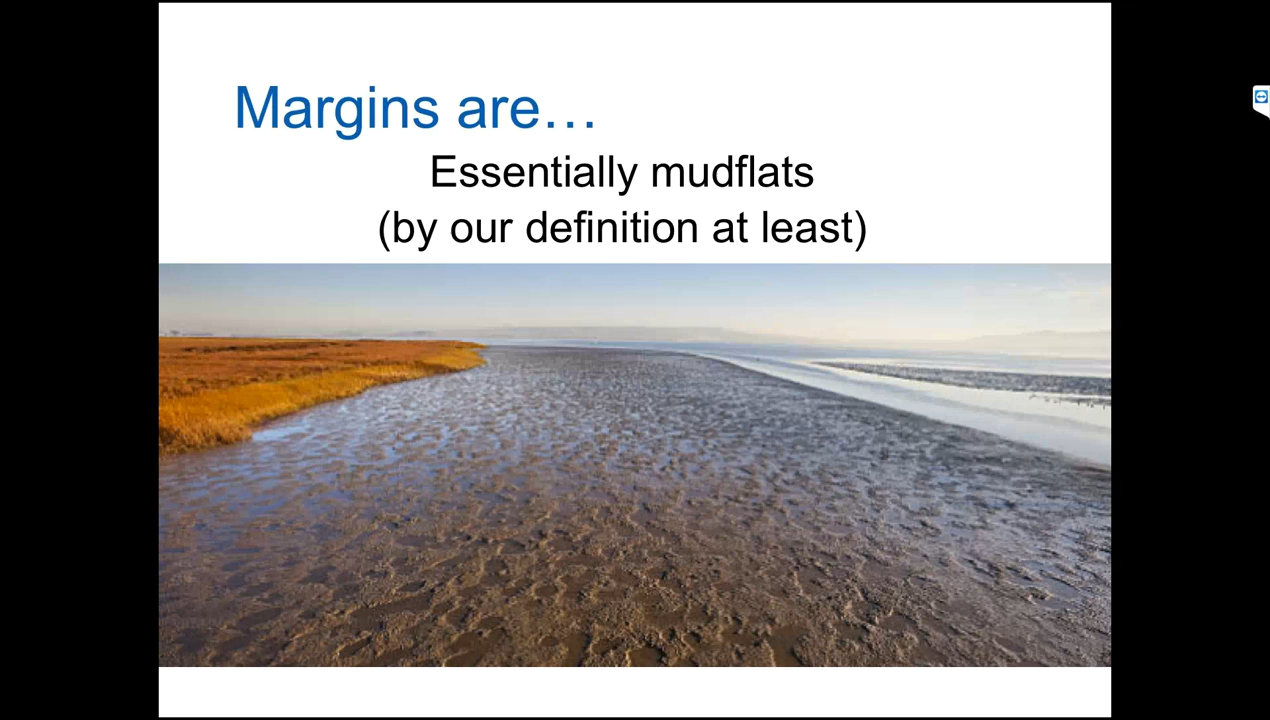 Margins are…
Essentially mudflats
(by our definition at least)